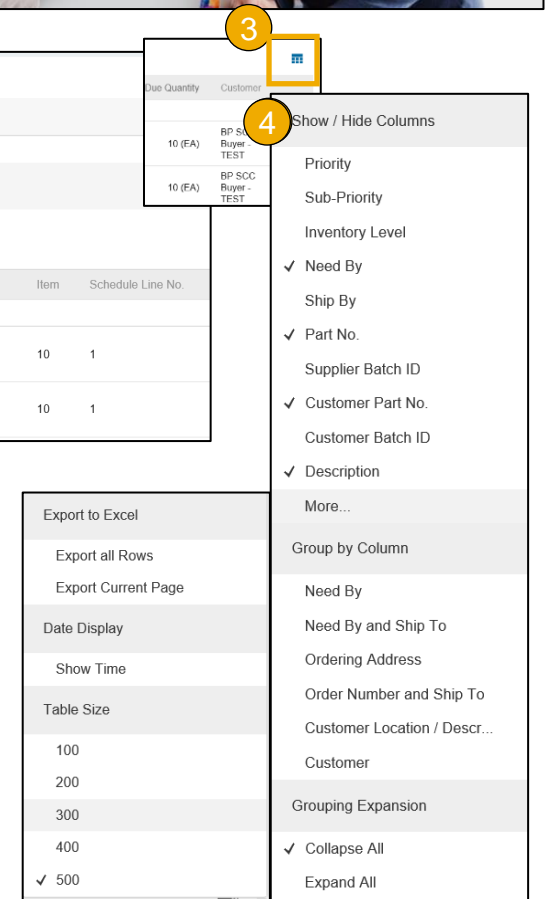 3
Due Quantity Customer
10 (EA) BP SCC
Buyer -
TEST
10 (EA) BP SCC
Buyer -
TEST
Item Schedule Line No.
10 1
10 1
4
Show / Hide Columns
Priority
Sub-Priority
Inventory Level
✓ Need By
Ship By
✓ Part No.
Supplier Batch ID
✓ Customer Part No.
Customer Batch ID
✓ Description
More...
Group by Column
Need By
Need By and Ship To
Ordering Address
Order Number and Ship To
Customer Location / Descr...
Customer
Grouping Expansion
✓ Collapse All
Expand All
Export to Excel
Export all Rows
Export Current Page
Date Display
Show Time
Table Size
100
200
300
400
✓ 500